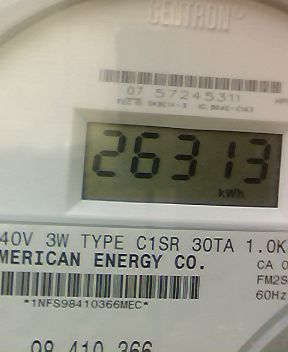 CENTRON®
07 57245311
26313
kWh
40V 3W TYPE C1SR 30TA 1.0K
MERICAN ENERGY CO.
CA 0
FM2S
*1NFS98410366MEC*
60Hz
98 410 366